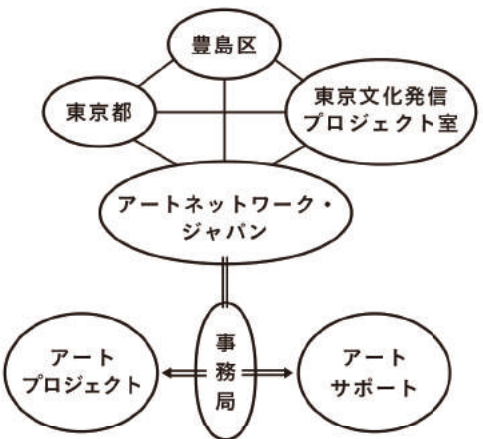 豊島区
東京都
東京文化発信
プロジェクト室
アートネットワーク・
ジャパン
事務局
アート
プロジェクト
アート
サポート